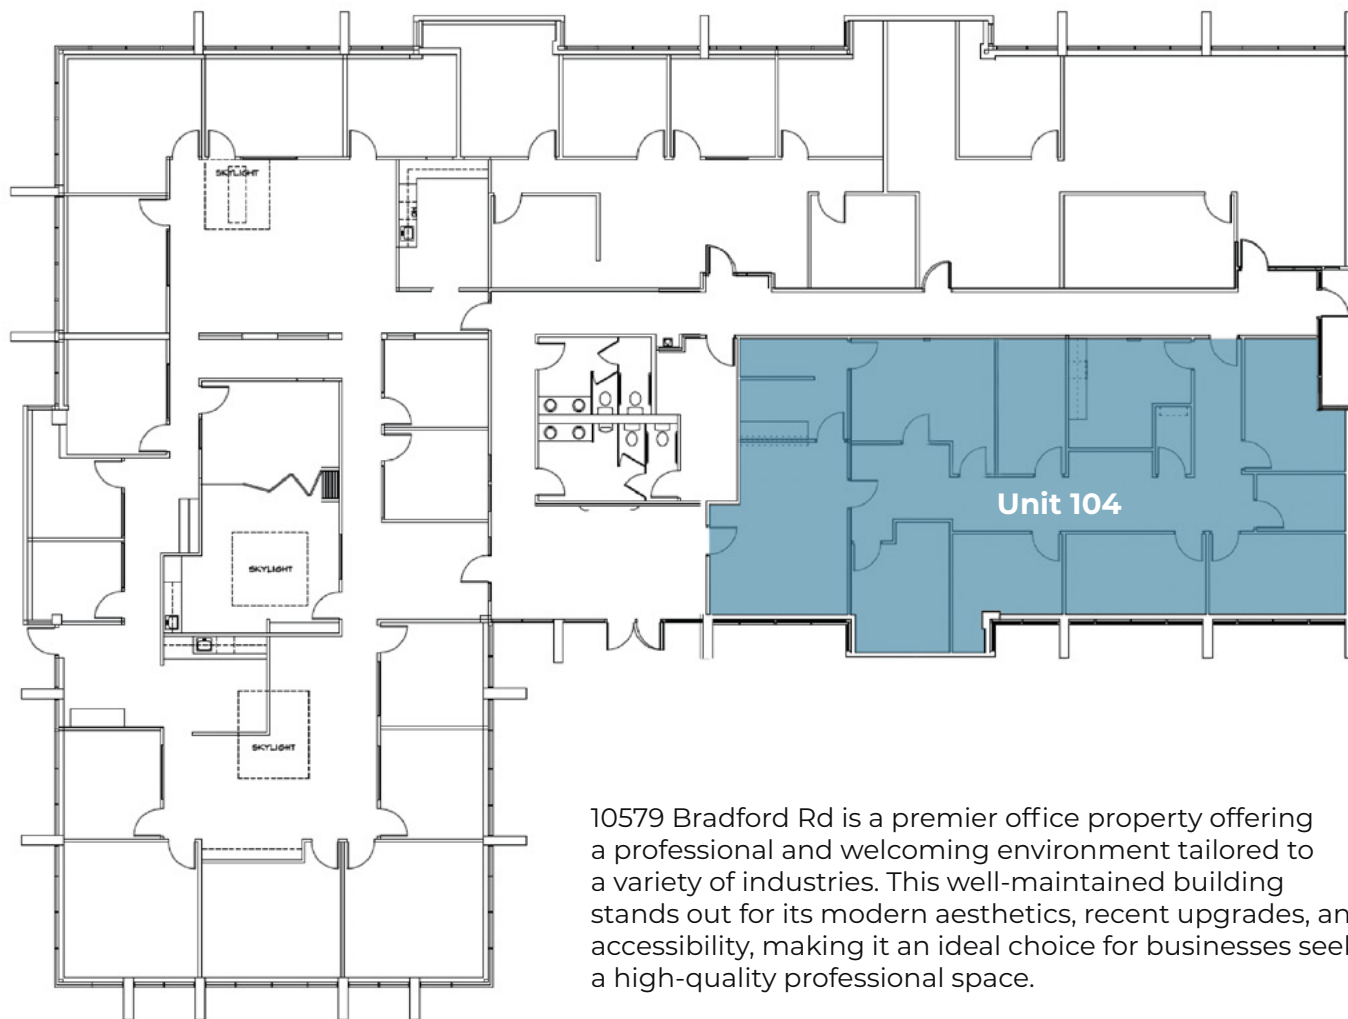 SKYLIGHT
Unit 104
SKYLIGHT
SKYLIGHT
10579 Bradford Rd is a premier office property offering
a professional and welcoming environment tailored to
a variety of industries. This well-maintained building
stands out for its modern aesthetics, recent upgrades, an
accessibility, making it an ideal choice for businesses seek
a high-quality professional space.